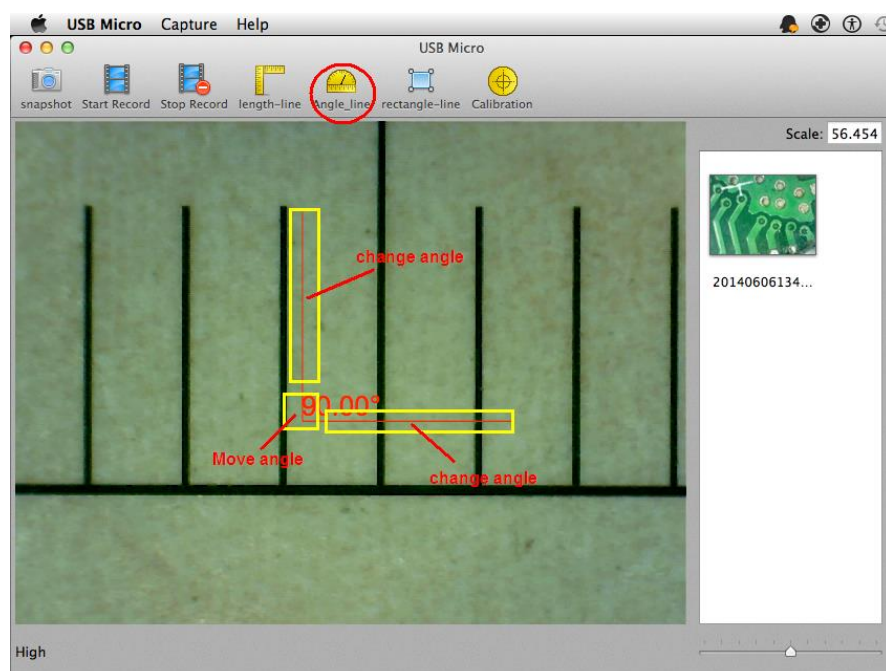 USB Micro Capture Help
USB Micro
snapshot Start Record Stop Record length-line Angle_line rectangle-line Calibration
Scale: 56.454
change angle
20140606134...
90.00°
Move angle
change angle
High